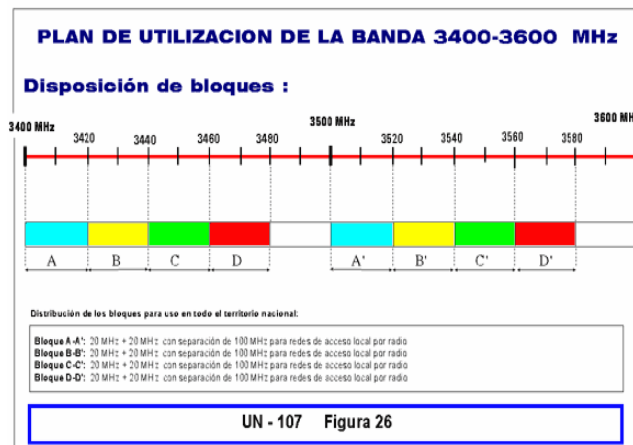 PLAN DE UTILIZACION DE LA BANDA 3400-3600 MHz
Disposición de bloques :
3400 MHz 3420 3440 3460 3480 3500 MHz 3520 3540 3560 3580 3600 MH
A B C D A' B' C' D'
Distribución de los bloques para uso en todo el territorio nacional:
Bloque A-A': 20 MHz + 20 MHz con separación de 100 MHz para redes de acceso local por radio
Bloque B-B': 20 MHz + 20 MHz con separación de 100 MHz para redes de acceso local por radio
Bloque C-C': 20 MHz + 20 MHz con separación de 100 MHz para redes de acceso local por radio
Bloque D-D': 20 MHz + 20 MHz con separación de 100 MHz para redes de acceso local por radio
UN - 107 Figura 26